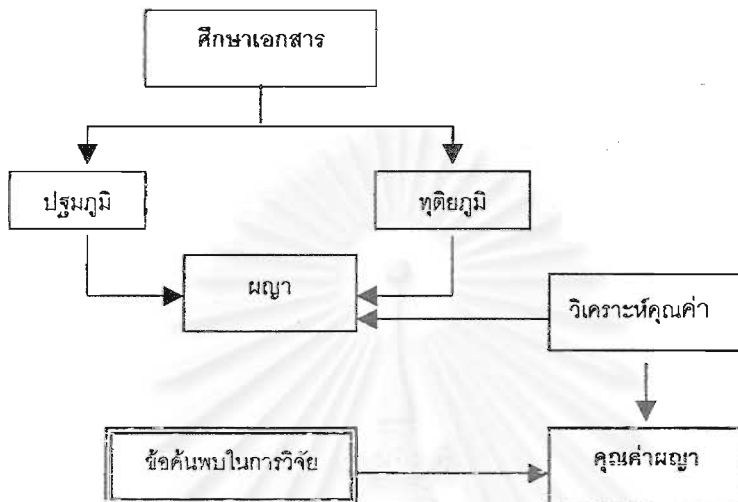 ศึกษาเอกสาร
ปฐมภูมิ
ทุติยภูมิ
ผญา
วิเคราะห์คุณค่า
ข้อค้นพบในการวิจัย
คุณค่าผญา